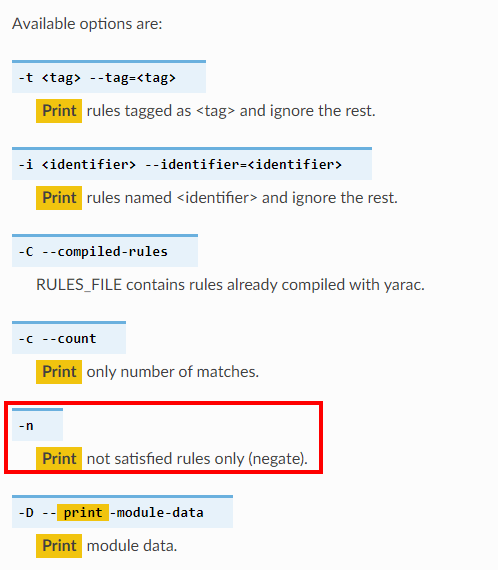 Available options are:
-t <tag> --tag=<tag>
Print rules tagged as <tag> and ignore the rest.
-i <identifier> --identifier=<identifier>
Print rules named <identifier> and ignore the rest.
-C --compiled-rules
RULES_FILE contains rules already compiled with yarac.
-c --count
Print only number of matches.
-n
Print not satisfied rules only (negate).
-D --print-module-data
Print module data.